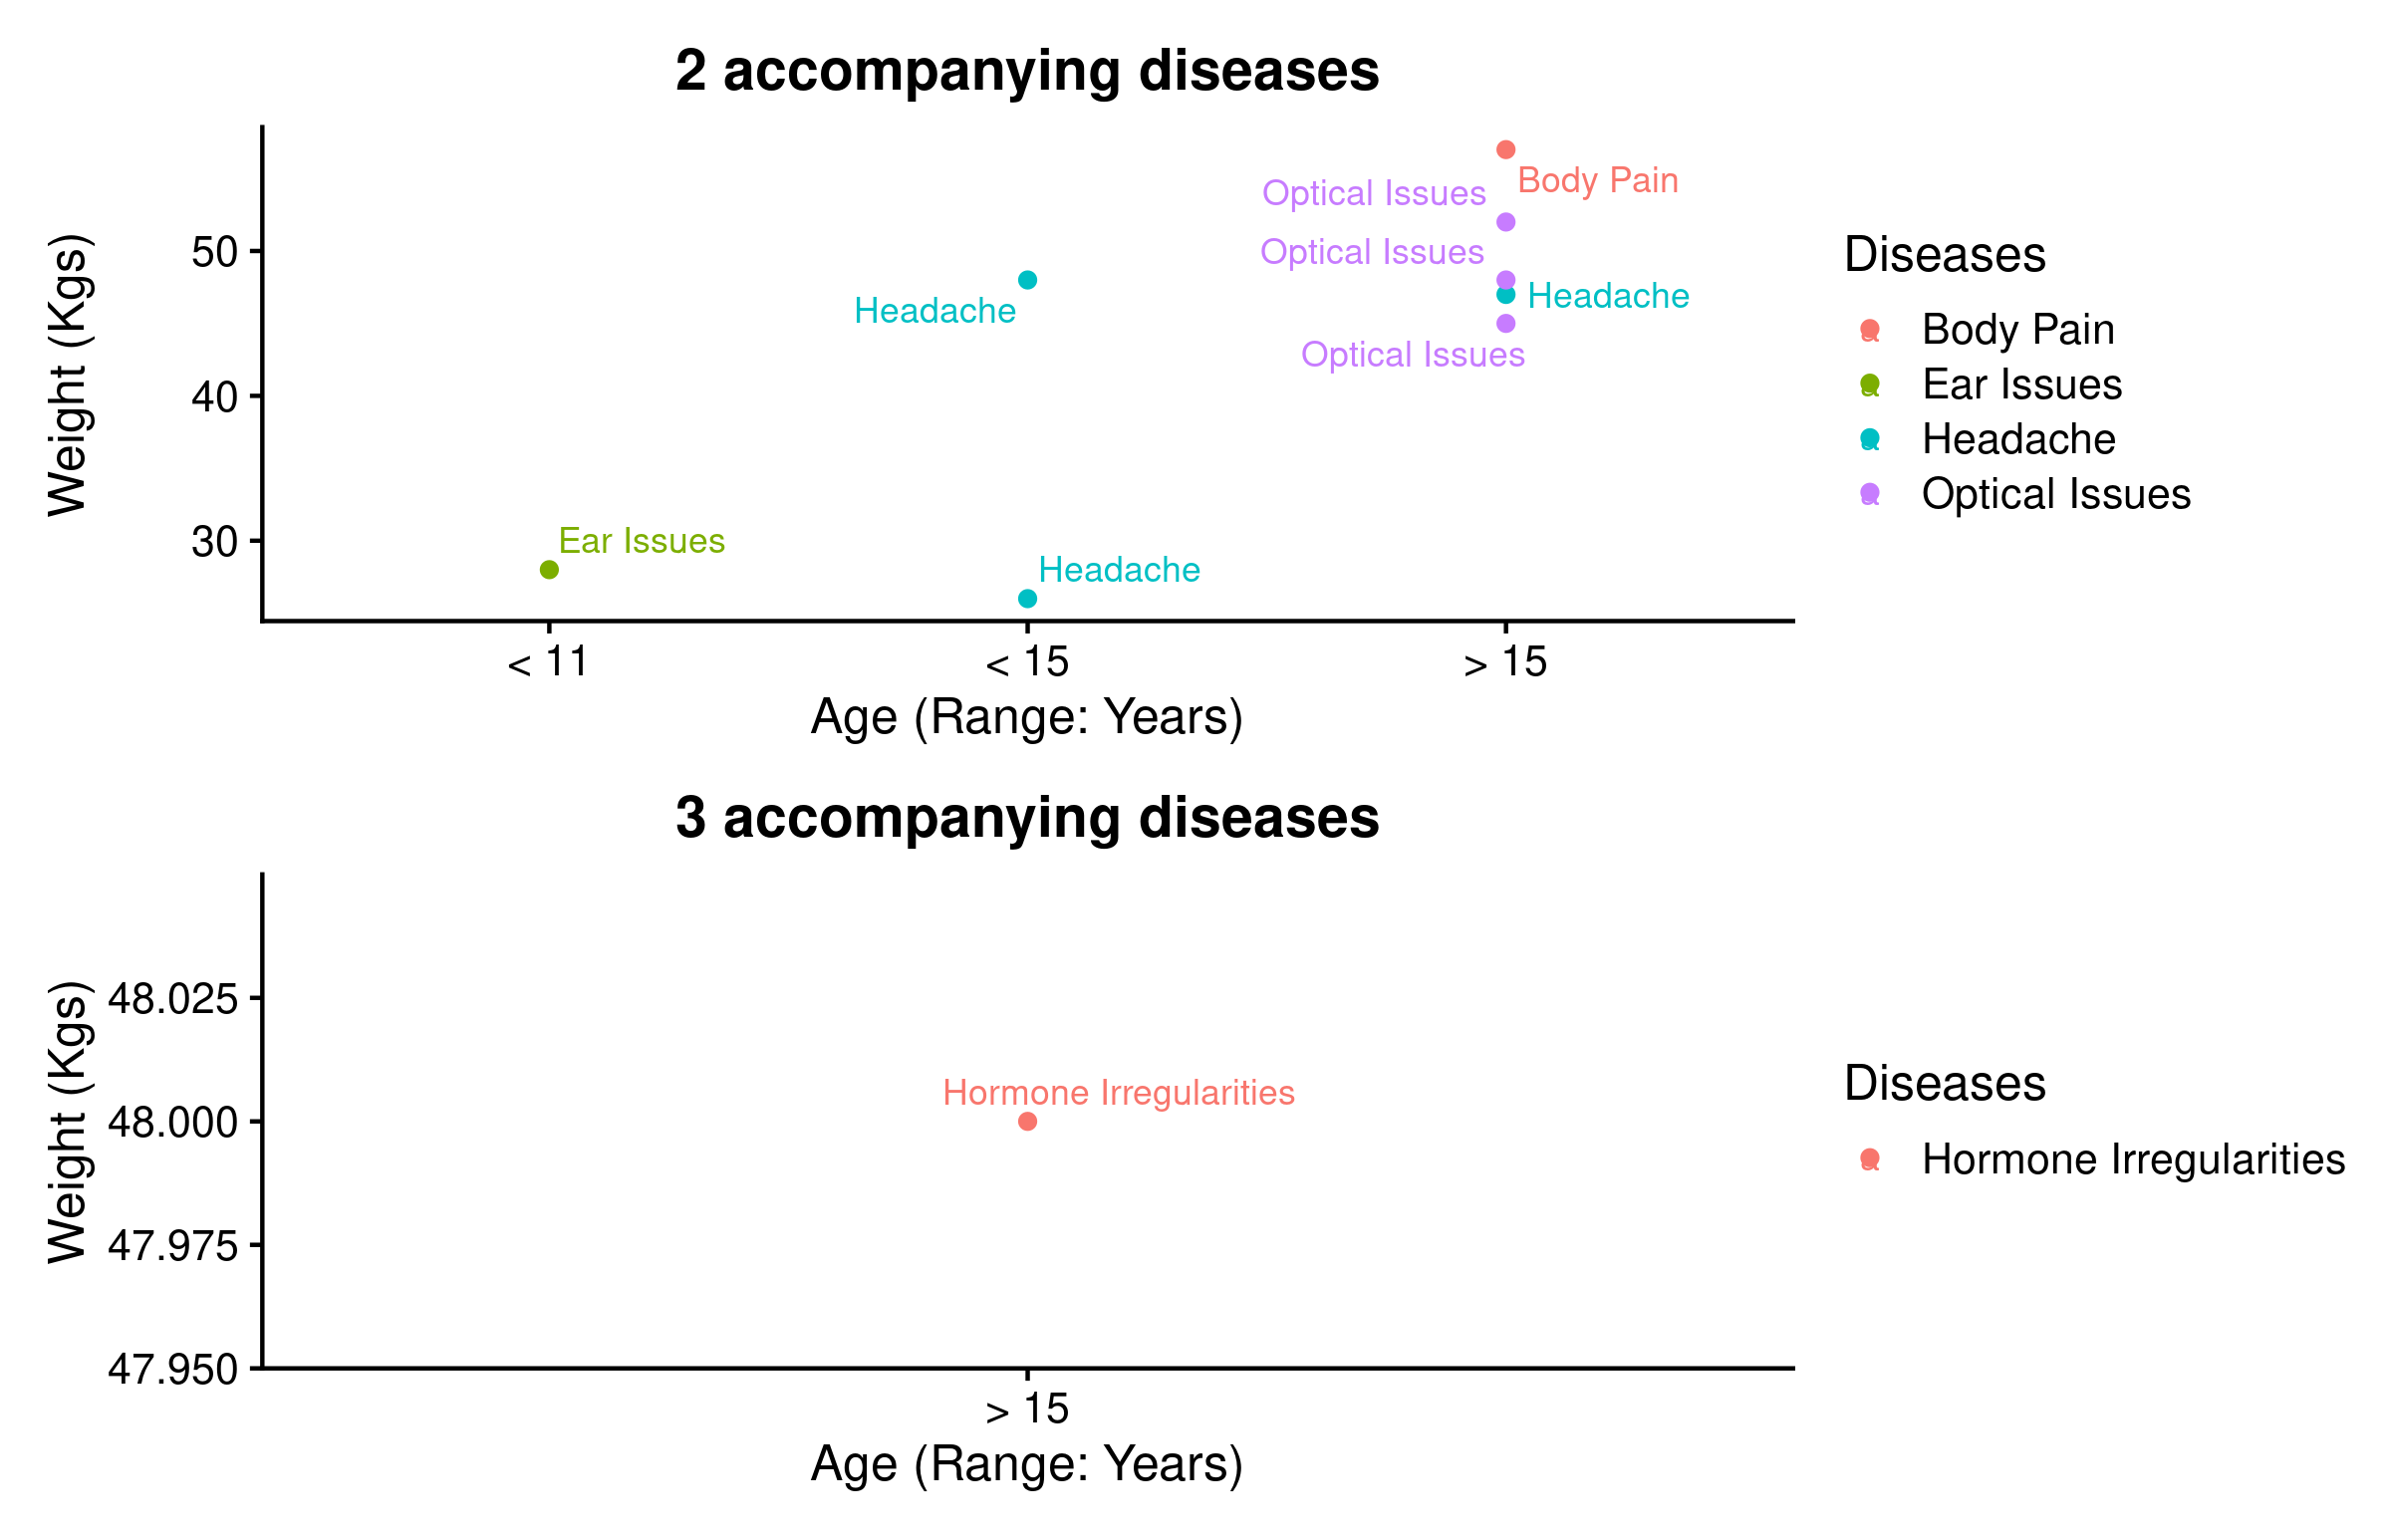 2 accompanying diseases
Weight (Kgs)
50
40
30
Optical Issues
Body Pain
Optical Issues
Headache
Headache
Optical Issues
Ear Issues
Headache
< 11
< 15
> 15
Age (Range: Years)
Diseases
a Body Pain
a Ear Issues
a Headache
a Optical Issues
3 accompanying diseases
Weight (Kgs)
48.025
48.000
47.975
47.950
Hormone Irregularities
> 15
Age (Range: Years)
Diseases
a Hormone Irregularities